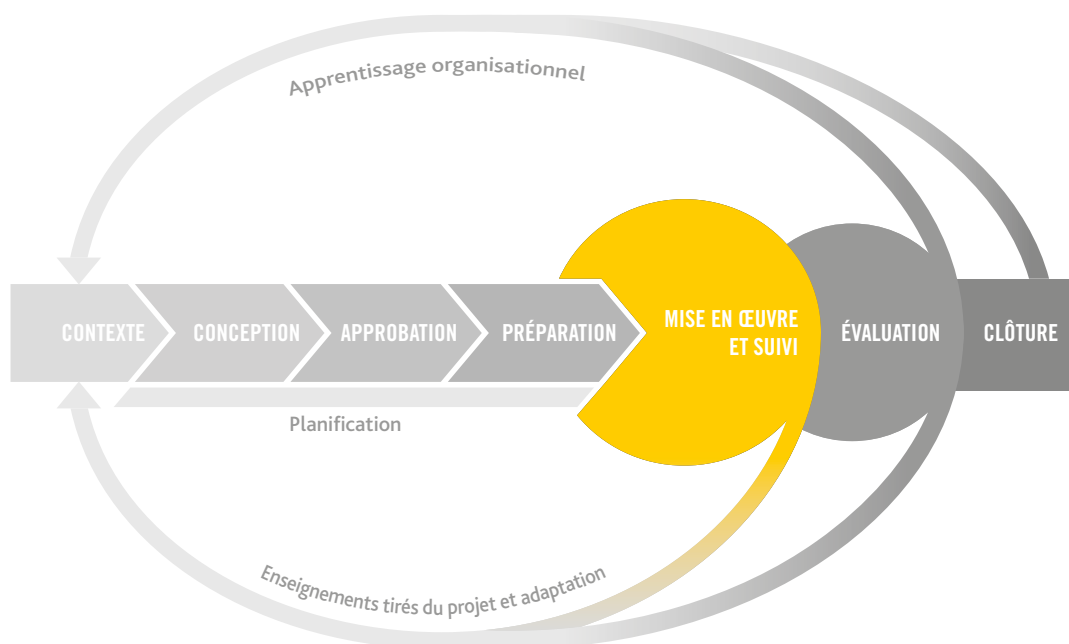 Apprentissage organisationnel
CONTEXTE
CONCEPTION
APPROBATION
PRÉPARATION
MISE EN ŒUVRE
ET SUIVI
ÉVALUATION
CLÔTURE
Planification
Enseignements tirés du projet et adaptation